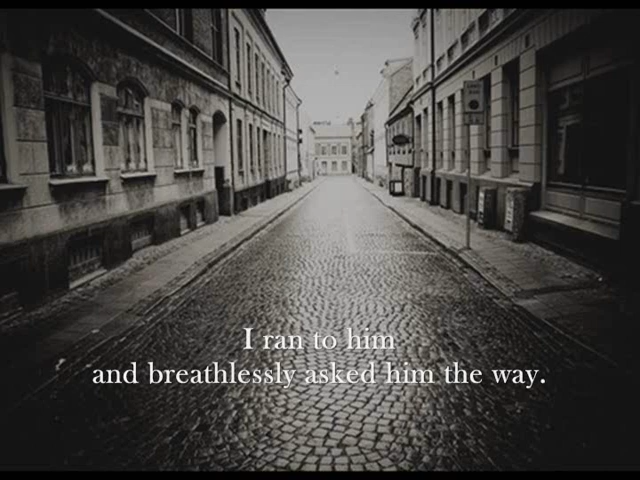 I ran to him
and breathlessly asked him the way.